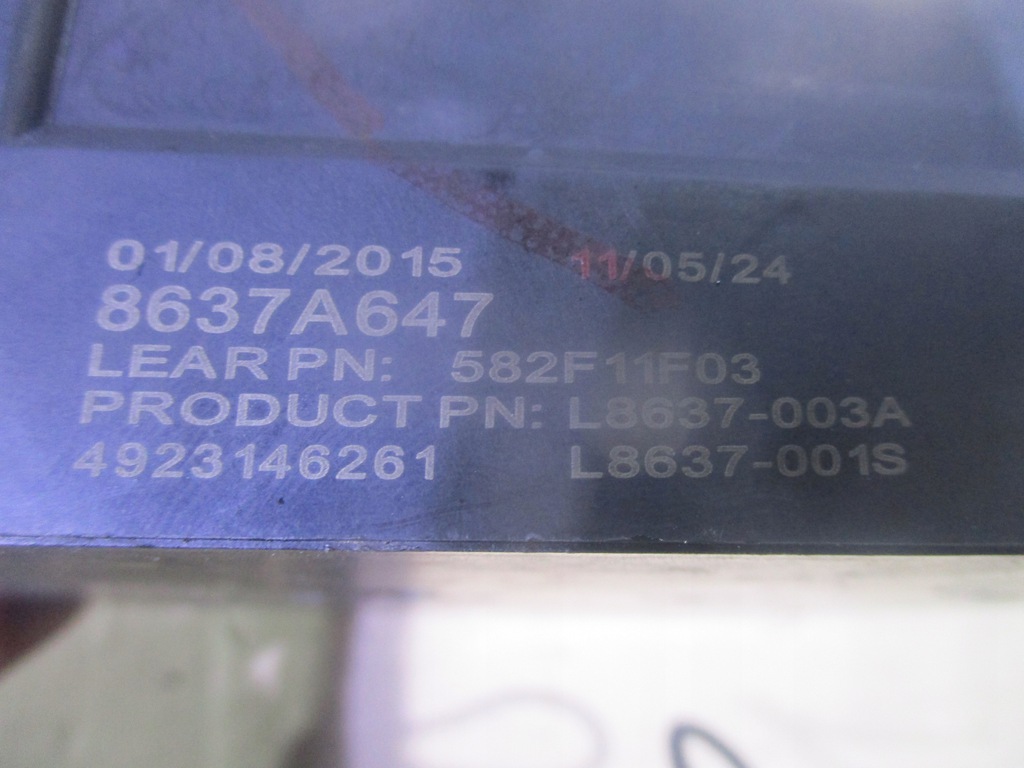 01/08/2015 11/05/24
8637A647
LEAR PN: 582F11F03
PRODUCT PN: L8637-003A
4923146261 L8637-001S